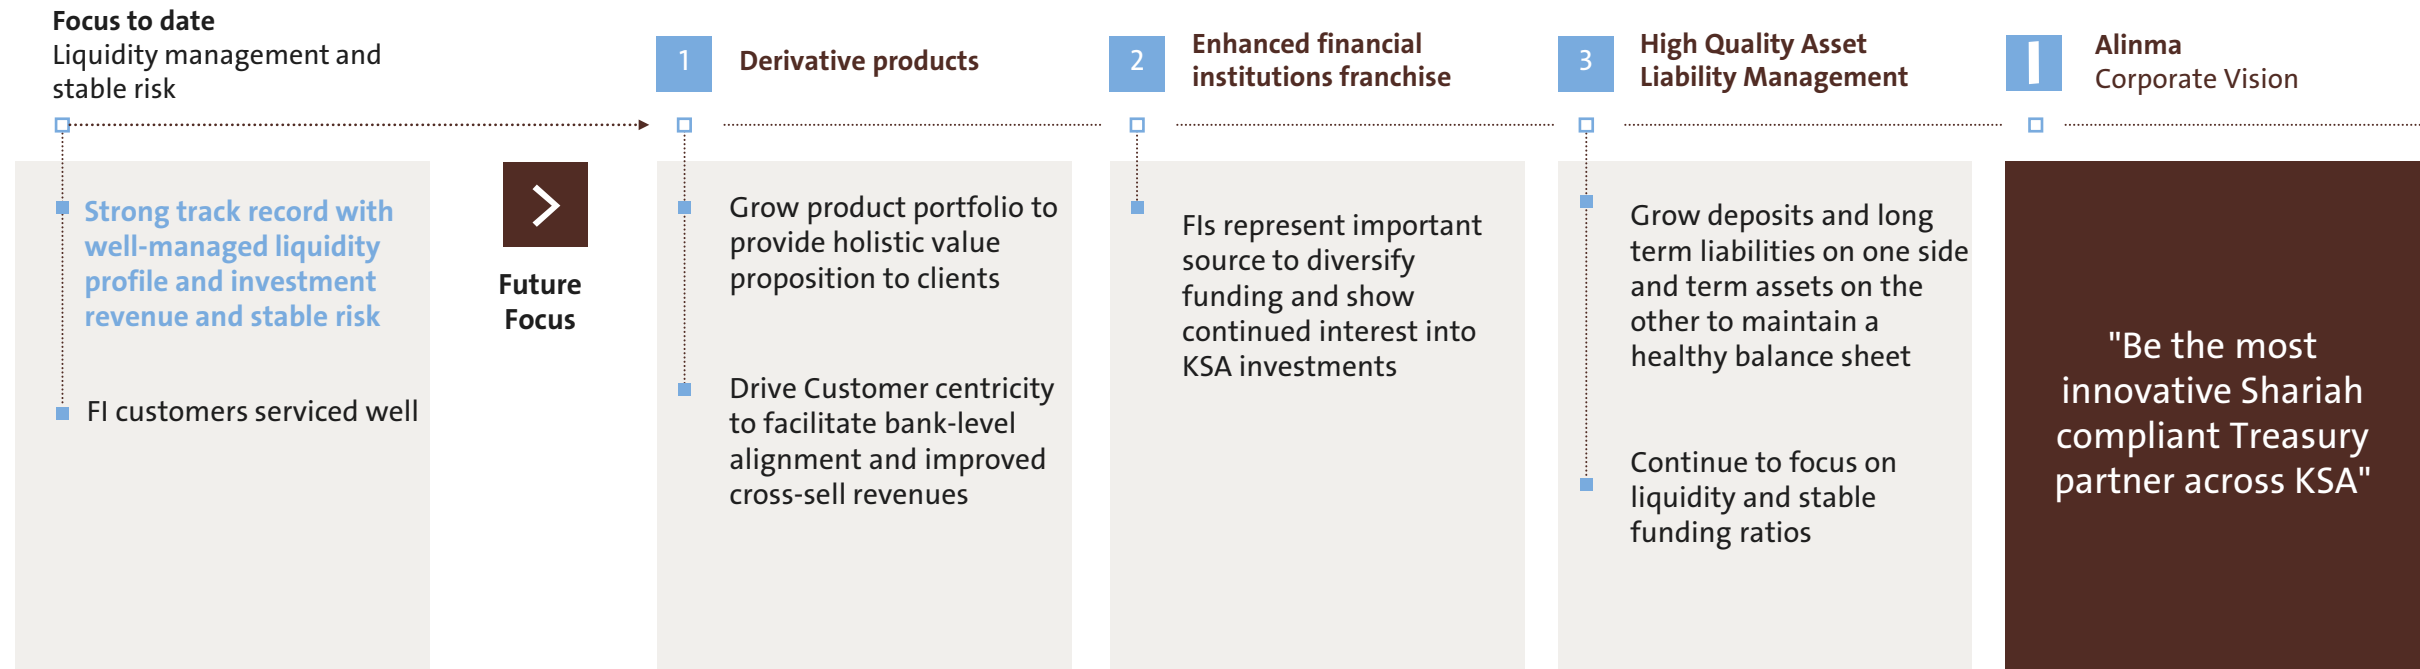 Focus to date
Liquidity management and
stable risk
Strong track record with
well-managed liquidity
profile and investment
revenue and stable risk
FI customers serviced well
Future
Focus
1
Derivative products
Grow product portfolio to
provide holistic value
proposition to clients
Drive Customer centricity
to facilitate bank-level
alignment and improved
cross-sell revenues
2
Enhanced financial
institutions franchise
FIs represent important
source to diversify
funding and show
continued interest into
KSA investments
3
High Quality Asset
Liability Management
Grow deposits and long
term liabilities on one side
and term assets on the
other to maintain a
healthy balance sheet
Continue to focus on
liquidity and stable
funding ratios
Alinma
Corporate Vision
"Be the most
innovative Shariah
compliant Treasury
partner across KSA"